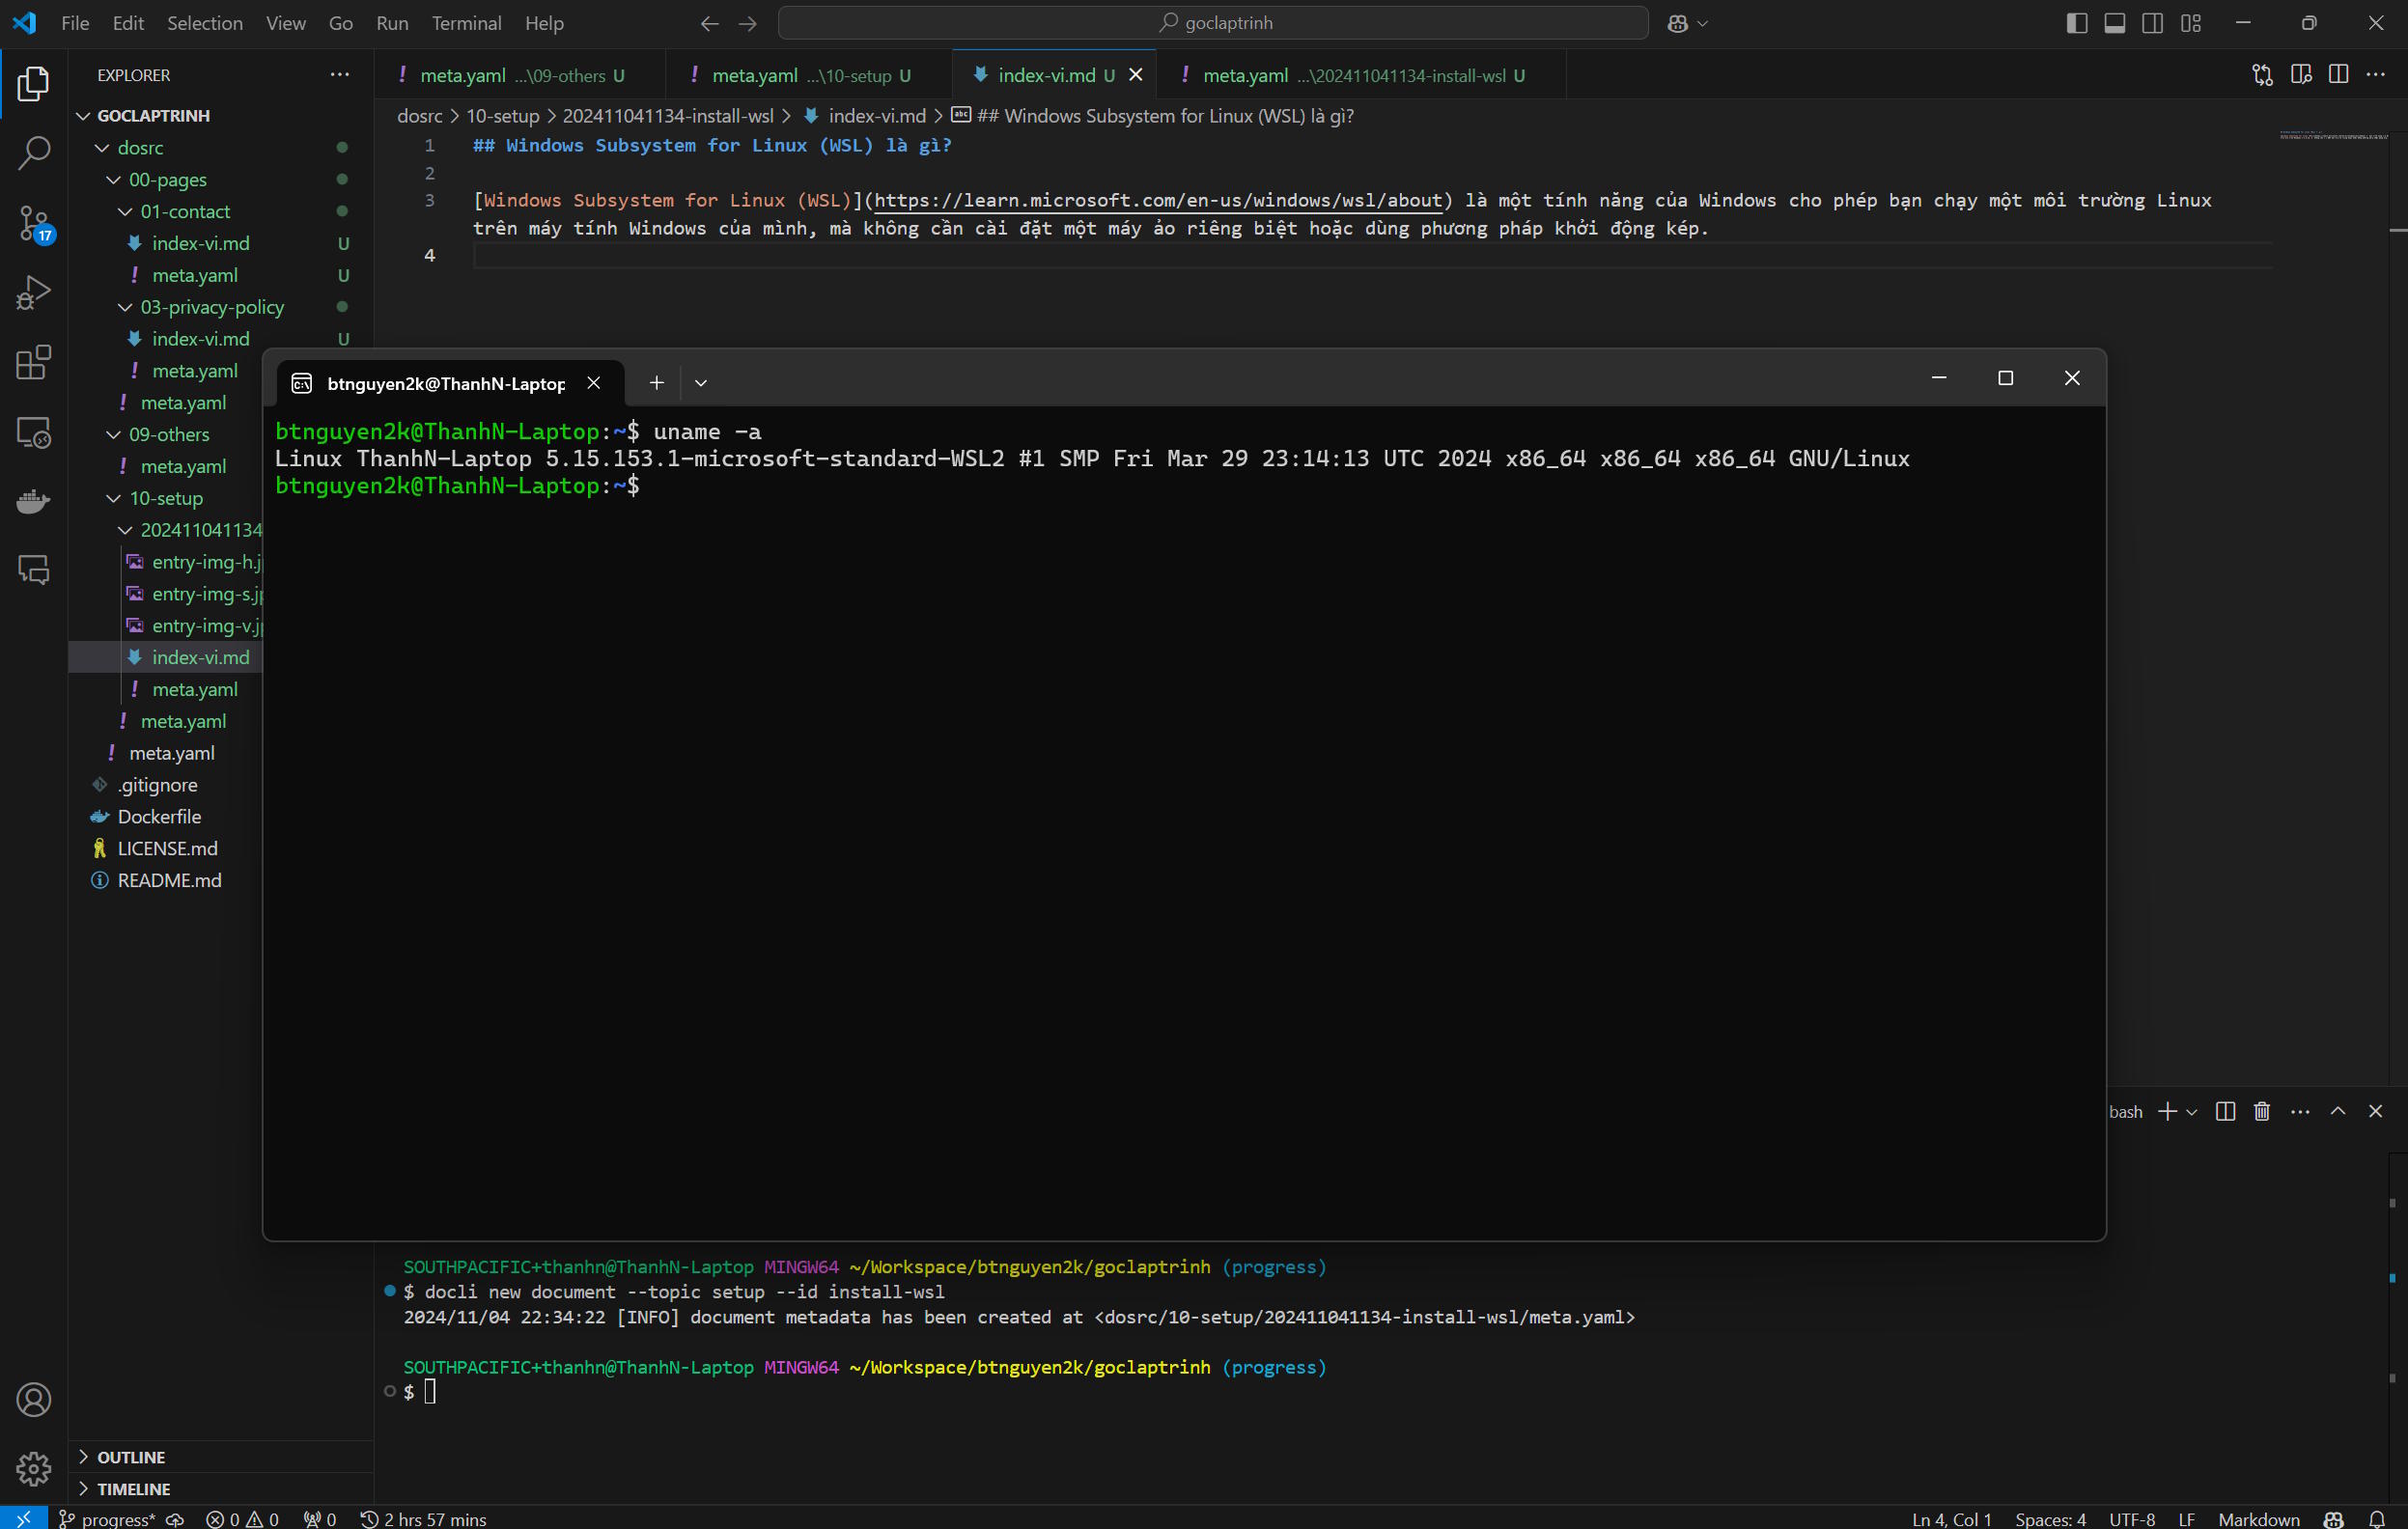 File Edit Selection View Go Run Terminal Help
goclaptrinh
EXPLORER
meta.yaml ...\09-others U
meta.yaml ...\10-setup U
index-vi.md U
meta.yaml ...\202411041134-install-wsl U
dosrc > 10-setup > 202411041134-install-wsl > index-vi.md > ## Windows Subsystem for Linux (WSL) là gì?
GOCLAPTRINH
dosrc
00-pages
01-contact
index-vi.md U
meta.yaml U
03-privacy-policy
index-vi.md U
meta.yaml
meta.yaml
09-others
meta.yaml
10-setup
202411041134
entry-img-h.j
entry-img-s.jp
entry-img-v.jp
index-vi.md
meta.yaml
meta.yaml
meta.yaml
.gitignore
Dockerfile
LICENSE.md
README.md
17
1 ## Windows Subsystem for Linux (WSL) là gì?
2
3 [Windows Subsystem for Linux (WSL)](https://learn.microsoft.com/en-us/windows/wsl/about) là một tính năng của Windows cho phép bạn chạy một môi trường Linux
trên máy tính Windows của mình, mà không cần cài đặt một máy ảo riêng biệt hoặc dùng phương pháp khởi động kép.
4
btnguyen2k@ThanhN-Laptop
btnguyen2k@ThanhN-Laptop:~$ uname -a
Linux ThanhN-Laptop 5.15.153.1-microsoft-standard-WSL2 #1 SMP Fri Mar 29 23:14:13 UTC 2024 x86_64 x86_64 x86_64 GNU/Linux
btnguyen2k@ThanhN-Laptop:~$
bash
SOUTHPACIFIC+thanhn@ThanhN-Laptop MINGW64 ~/Workspace/btnguyen2k/goclaptrinh (progress)
$ docli new document --topic setup --id install-wsl
2024/11/04 22:34:22 [INFO] document metadata has been created at <dosrc/10-setup/202411041134-install-wsl/meta.yaml>
SOUTHPACIFIC+thanhn@ThanhN-Laptop MINGW64 ~/Workspace/btnguyen2k/goclaptrinh (progress)
$
OUTLINE
TIMELINE
progress* 0 0 0 2 hrs 57 mins
Ln 4, Col 1 Spaces: 4 UTF-8 LF Markdown